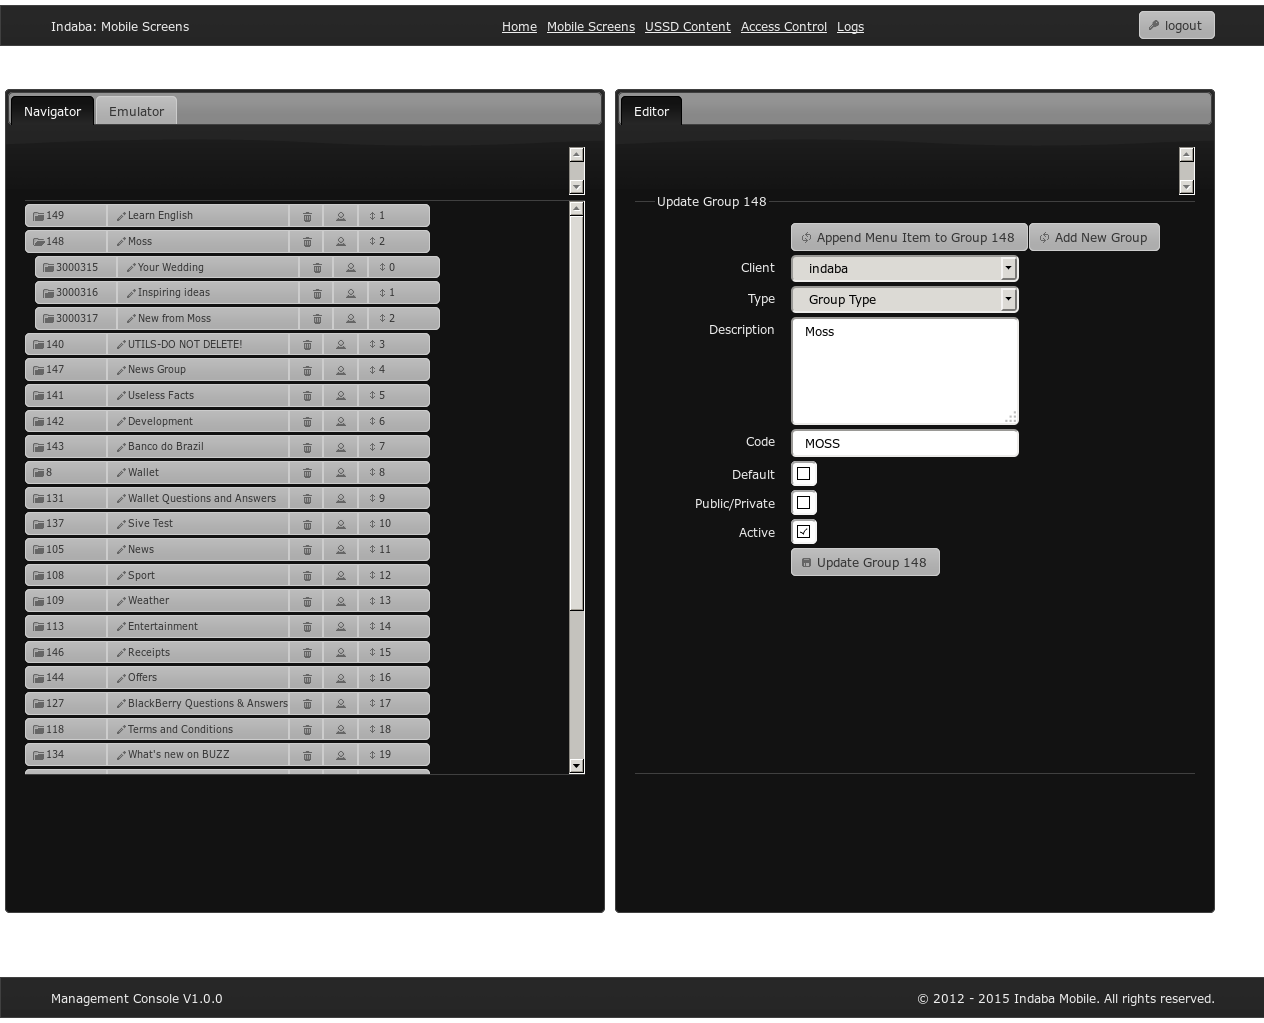 Indaba: Mobile Screens
Home Mobile Screens USSD Content Access Control Logs
logout
Navigator Emulator
149 Learn English 1
148 Moss 2
3000315 Your Wedding 0
3000316 Inspiring ideas 1
3000317 New from Moss 2
140 UTILS-DO NOT DELETE! 3
147 News Group 4
141 Useless Facts 5
142 Development 6
143 Banco do Brazil 7
8 Wallet 8
131 Wallet Questions and Answers 9
137 Sive Test 10
105 News 11
108 Sport 12
109 Weather 13
113 Entertainment 14
146 Receipts 15
144 Offers 16
127 BlackBerry Questions & Answers 17
118 Terms and Conditions 18
134 What's new on BUZZ 19
Editor
Update Group 148
Append Menu Item to Group 148 Add New Group
Client indaba
Type Group Type
Description Moss
Code MOSS
Default
Public/Private
Active
Update Group 148
Management Console V1.0.0
© 2012 - 2015 Indaba Mobile. All rights reserved.